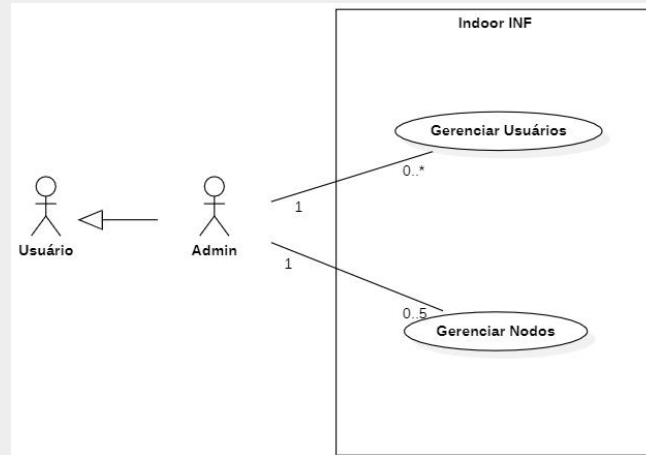 Indoor INF
Gerenciar Usuários
0..*
1
Usuário
Admin
1
0..5
Gerenciar Nodos